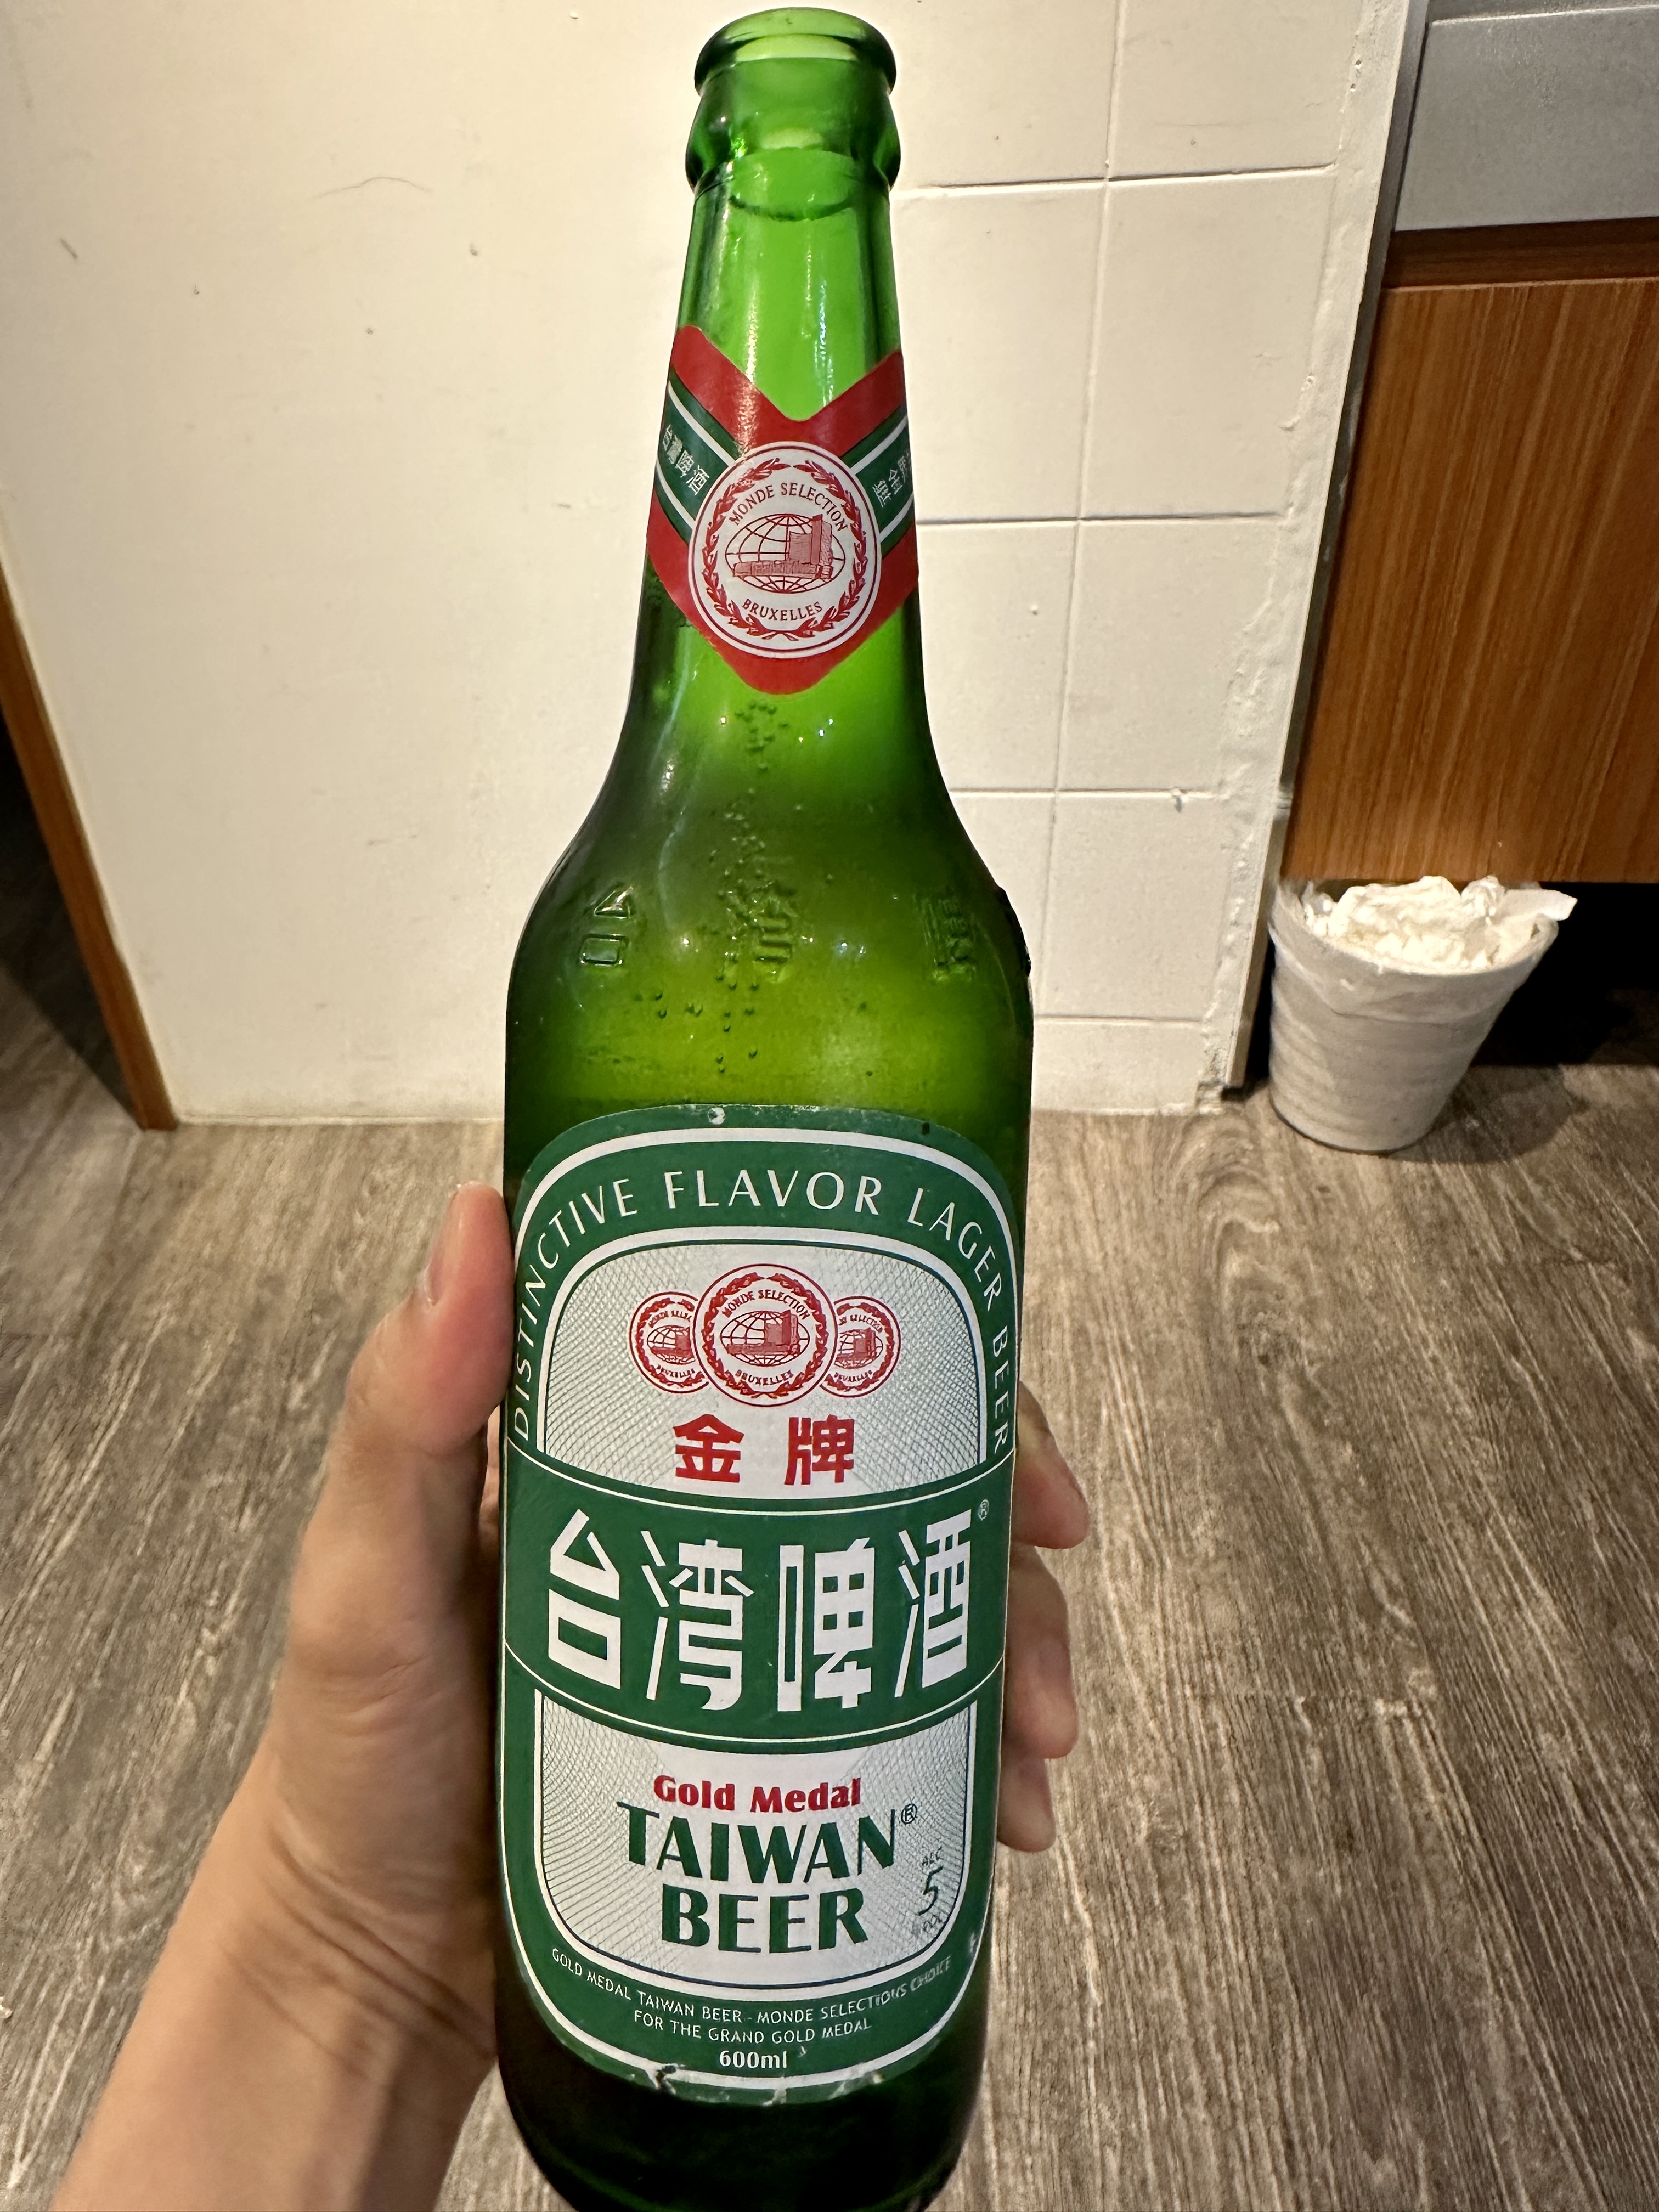 台灣啤酒
MONDE SELECTION
BRUXELLES
DISTINCTIVE FLAVOR LAGER BEER
MONDE SELECTION
BRUXELLES
金牌
台湾啤酒®
Gold Medal
TAIWAN®
BEER
ALC
5
GOLD MEDAL TAIWAN BEER - MONDE SELECTIONS CHOICE
FOR THE GRAND GOLD MEDAL
600ml